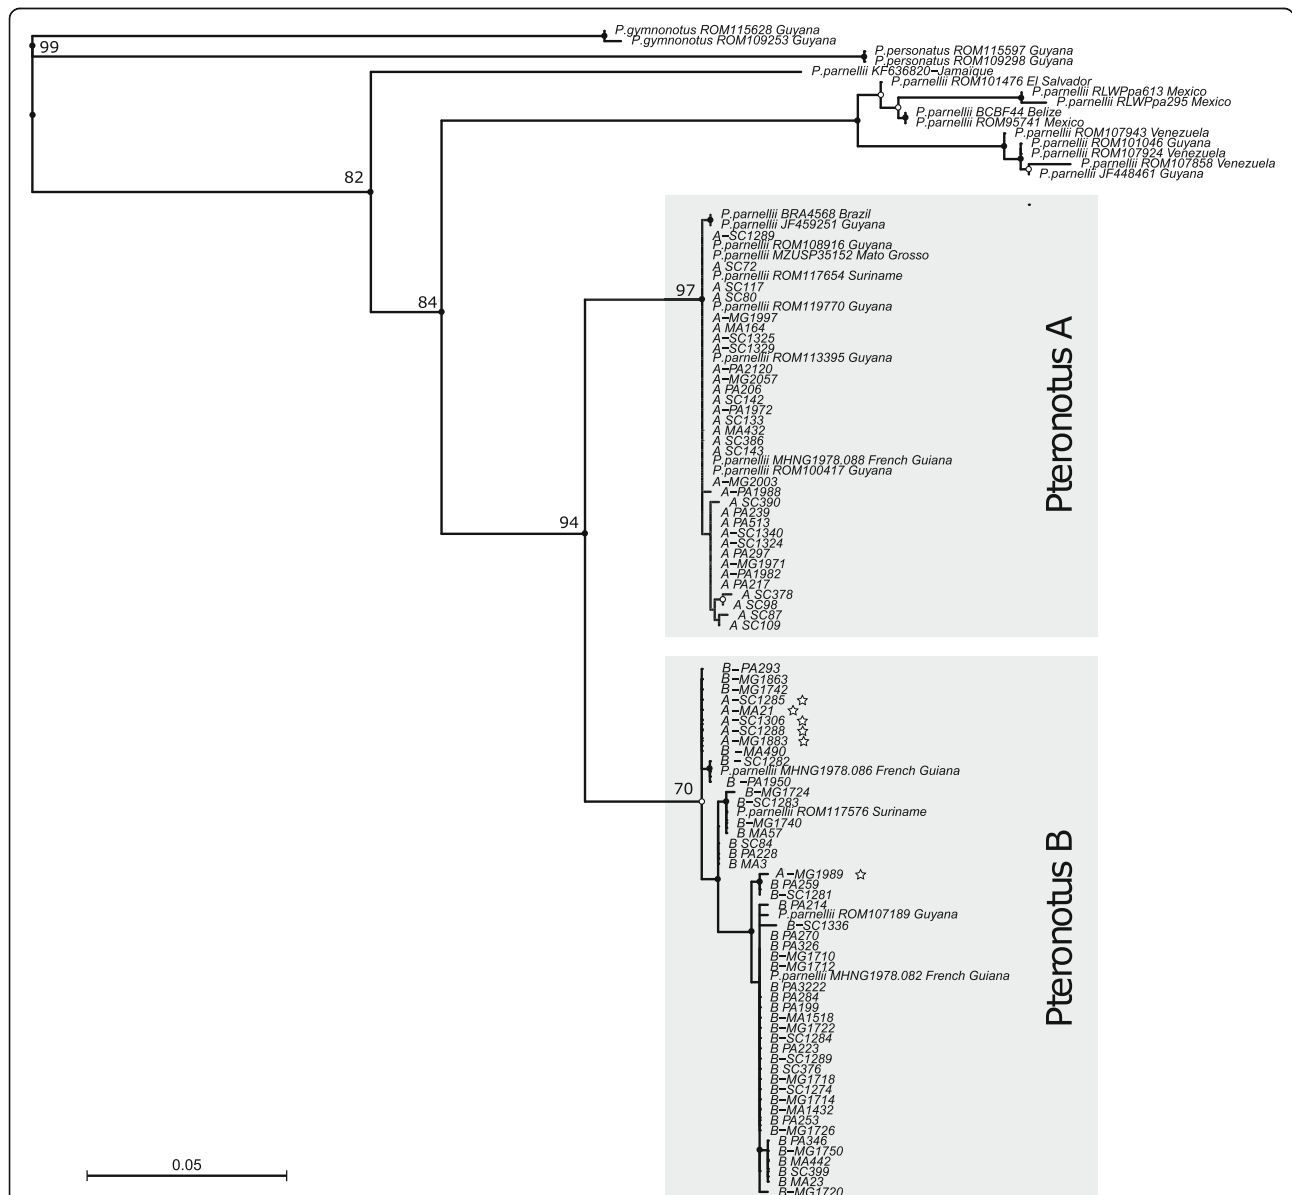 P.gymnonotus ROM115628 Guyana
P.gymnonotus ROM109253 Guyana
99
P.personatus ROM115597 Guyana
P.personatus ROM109298 Guyana
P.parnellii KF636820-Jamaïque
P.parnellii ROM101476 El Salvador
P.parnellii RLWPpa613 Mexico
P.parnellii RLWPpa295 Mexico
P.parnellii BCBF44 Belize
P.parnellii ROM95741 Mexico
P.parnellii ROM107943 Venezuela
P.parnellii ROM101046 Guyana
P.parnellii ROM107924 Venezuela
P.parnellii ROM107858 Venezuela
P.parnellii JF448461 Guyana
82
P.parnellii BRA4568 Brazil
P.parnellii JF459251 Guyana
A-SC1289
P.parnellii ROM108916 Guyana
P.parnellii MZUSP35152 Mato Grosso
A SC72
P.parnellii ROM117654 Suriname
A SC117
97
A SC80
84
P.parnellii ROM119770 Guyana
A-MG1997
A MA164
A-SC1325
A-SC1329
P.parnellii ROM113395 Guyana
A-PA2120
A-MG2057
A PA206
A SC142
A-PA1972
A SC133
A MA432
A SC386
A SC143
P.parnellii MHNG1978.088 French Guiana
P.parnellii ROM100417 Guyana
A-MG2003
A-PA1988
A SC390
A PA239
A PA513
94
A-SC1340
A-SC1324
A PA297
A-MG1971
A-PA1982
A PA217
A SC378
A SC98
A SC87
A SC109
Pteronotus A
B-PA293
B-MG1863
B-MG1742
A-SC1285 ☆
A-MA21 ☆
A-SC1306 ☆
A-SC1288 ☆
A-MG1883 ☆
B-MA490
B-SC1282
P.parnellii MHNG1978.086 French Guiana
B-PA1950
70
B-MG1724
B-SC1283
P.parnellii ROM117576 Suriname
B-MG1740
B MA57
B SC84
B PA228
B MA3
A-MG1989 ☆
B PA259
B-SC1281
B PA214
P.parnellii ROM107189 Guyana
B-SC1336
B PA270
B PA326
B-MG1710
B-MG1712
P.parnellii MHNG1978.082 French Guiana
B PA3222
B PA284
B PA199
B-MA1518
B-MG1722
B-SC1284
B PA223
B-SC1289
B SC376
B-MG1718
B-SC1274
B-MG1714
B-MA1432
B PA253
B-MG1726
B PA346
B-MG1750
B MA442
B SC399
B MA23
B-MG1720
Pteronotus B
0.05